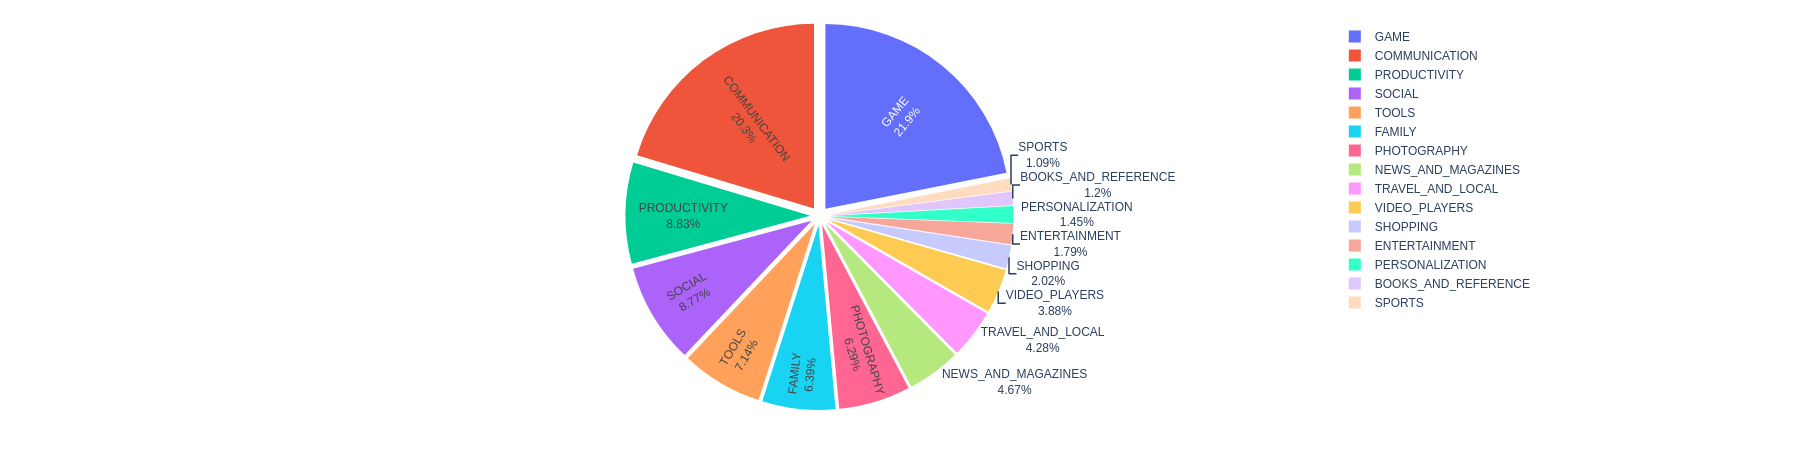 GAME
21.9%
COMMUNICATION
20.3%
PRODUCTIVITY
8.83%
SOCIAL
8.77%
TOOLS
7.14%
FAMILY
6.39%
PHOTOGRAPHY
6.29%
NEWS_AND_MAGAZINES
4.67%
TRAVEL_AND_LOCAL
4.28%
VIDEO_PLAYERS
3.88%
SHOPPING
2.02%
ENTERTAINMENT
1.79%
PERSONALIZATION
1.45%
BOOKS_AND_REFERENCE
1.2%
SPORTS
1.09%
GAME
COMMUNICATION
PRODUCTIVITY
SOCIAL
TOOLS
FAMILY
PHOTOGRAPHY
NEWS_AND_MAGAZINES
TRAVEL_AND_LOCAL
VIDEO_PLAYERS
SHOPPING
ENTERTAINMENT
PERSONALIZATION
BOOKS_AND_REFERENCE
SPORTS